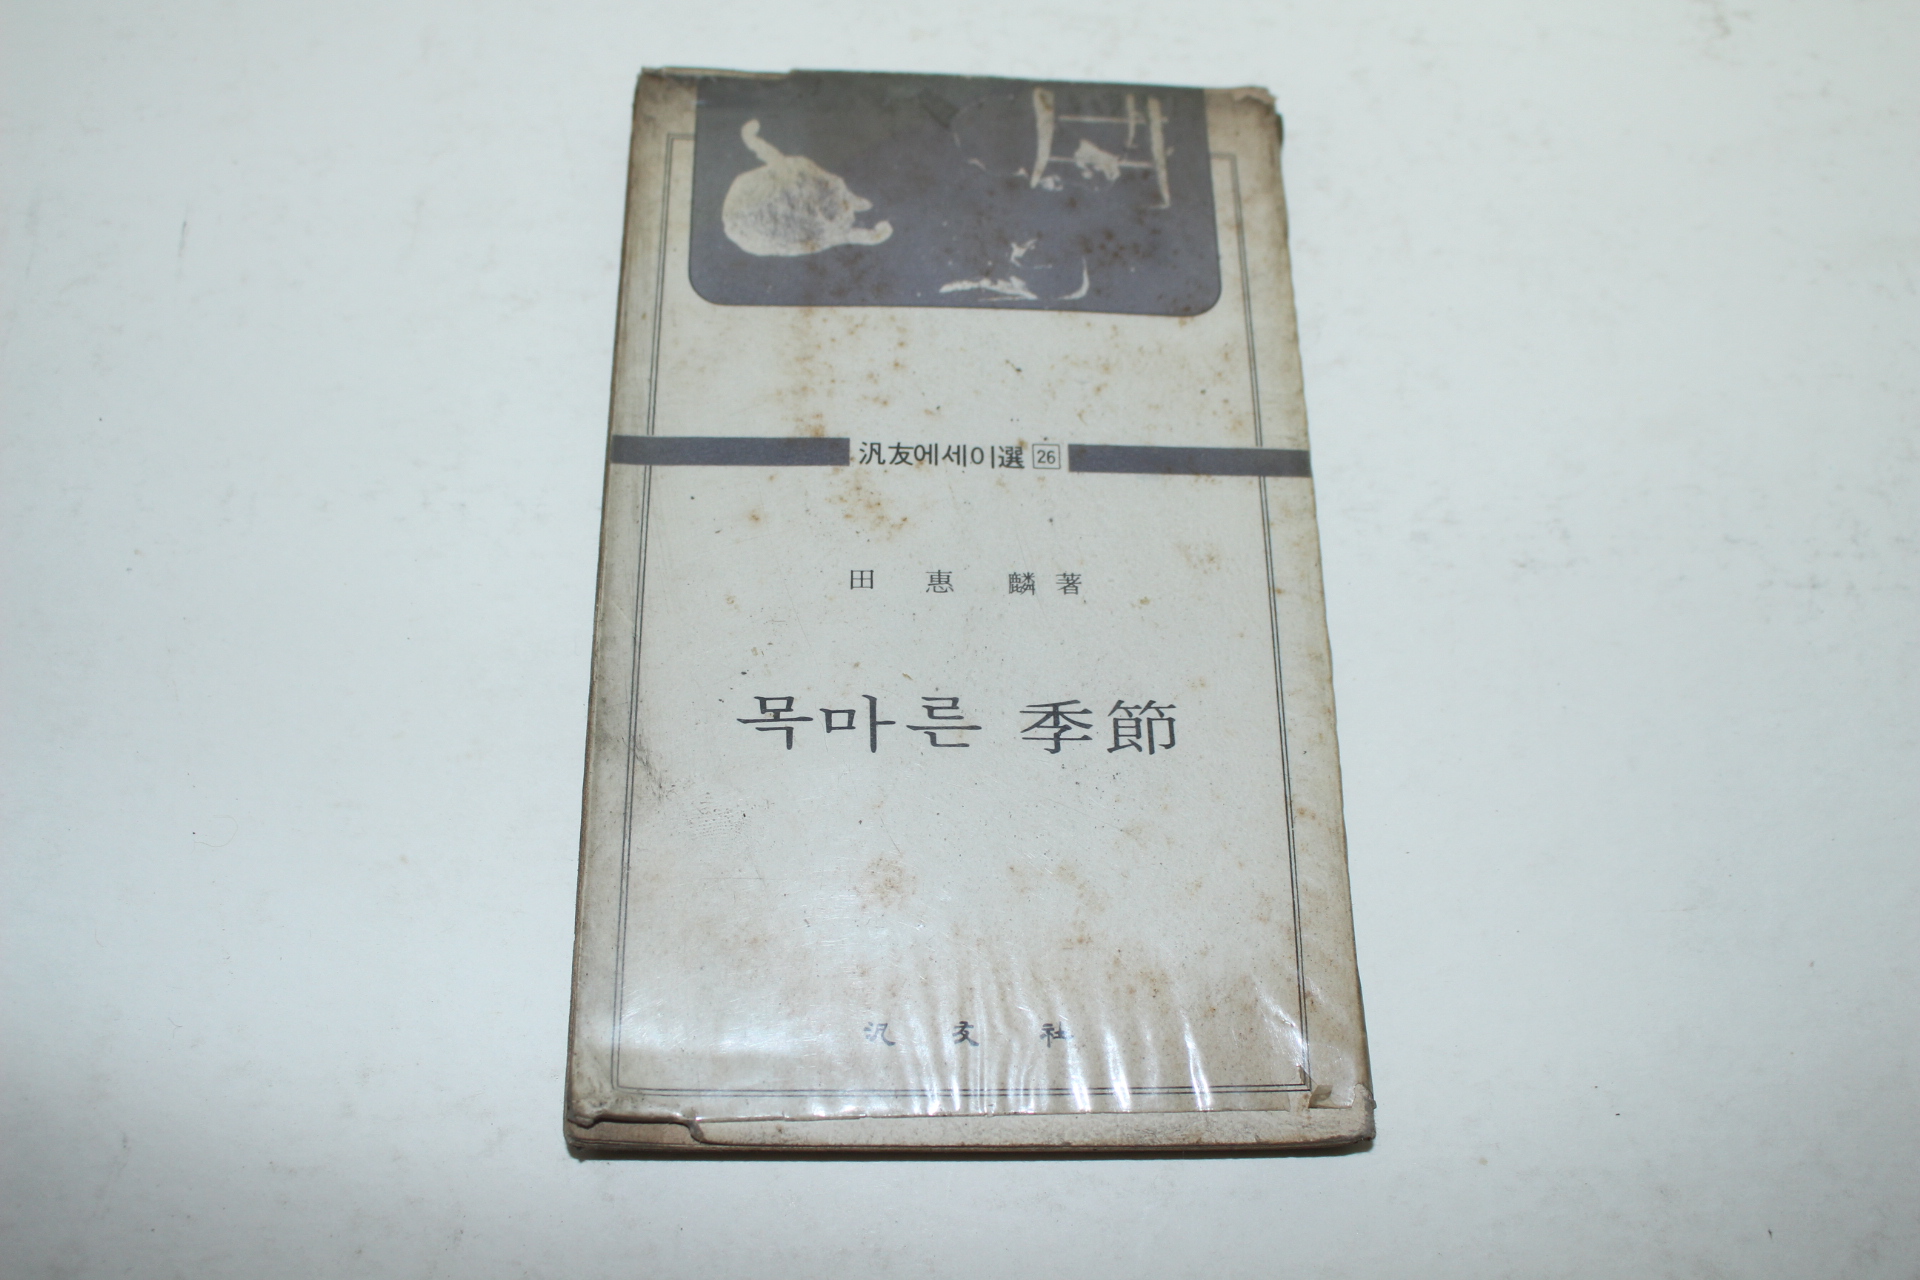 汎友에세이選 26
田惠麟 著
목마른 季節
汎友社